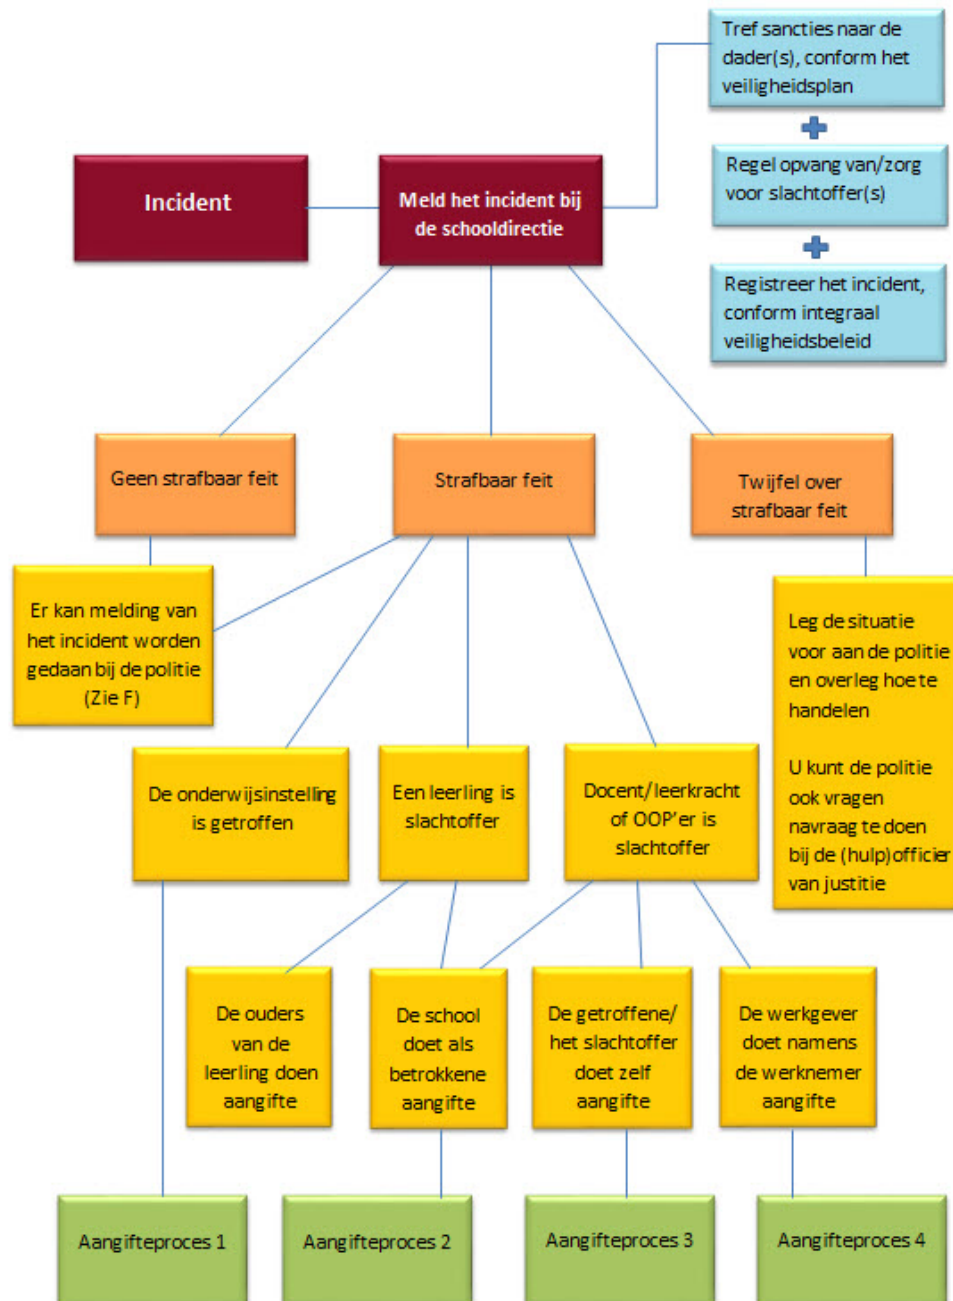 Tref sancties naar de
dader(s), conform het
veiligheidsplan
Regel opvang van/zorg
voor slachtoffer(s)
Registreer het incident,
conform integraal
veiligheidsbeleid
Incident
Meld het incident bij
de schooldirectie
Geen strafbaar feit
Strafbaar feit
Twijfel over
strafbaar feit
Er kan melding van
het incident worden
gedaan bij de politie
(Zie F)
Leg de situatie
voor aan de politie
en overleg hoe te
handelen
U kunt de politie
ook vragen
navraag te doen
bij de (hulp)officier
van justitie
De onderwijsinstelling
is getroffen
Een leerling is
slachtoffer
Docent/leerkracht
of OOP'er is
slachtoffer
De ouders
van de
leerling doen
aangifte
De school
doet als
betrokkene
aangifte
De getroffene/
het slachtoffer
doet zelf
aangifte
De werkgever
doet namens
de werknemer
aangifte
Aangifteproces 1
Aangifteproces 2
Aangifteproces 3
Aangifteproces 4